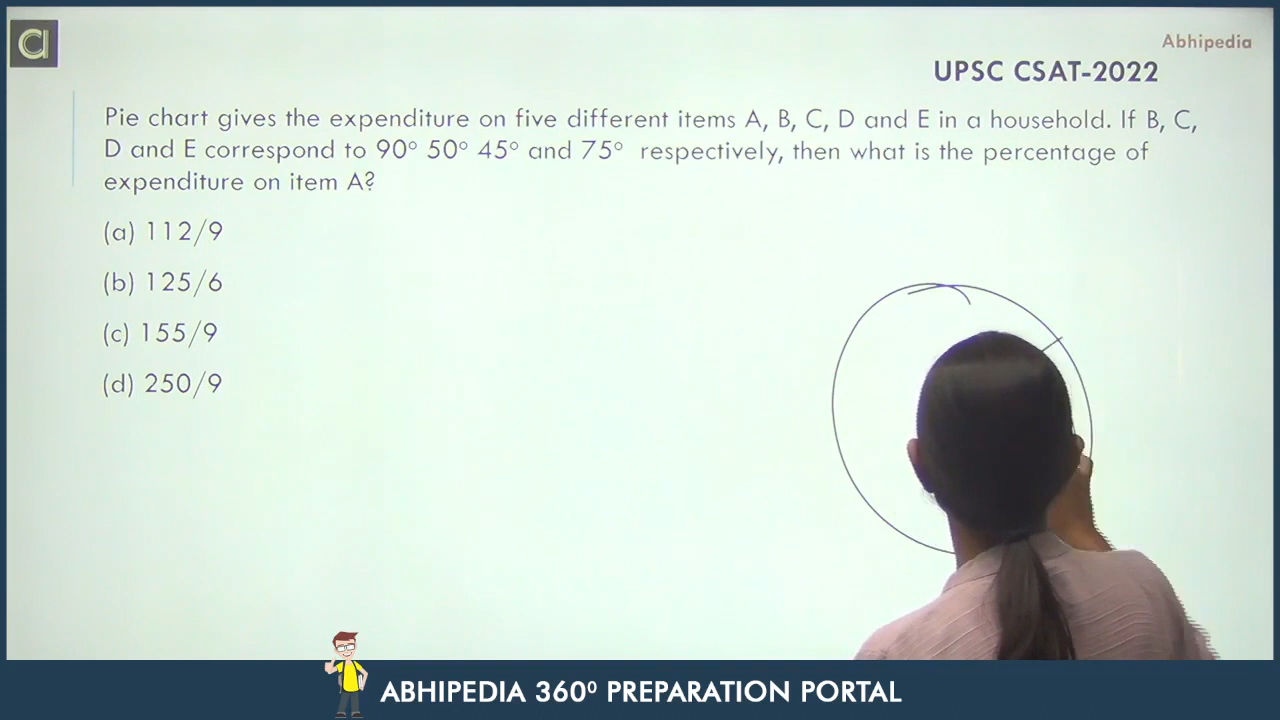 Abhipedia
UPSC CSAT-2022
Pie chart gives the expenditure on five different items A, B, C, D and E in a household. If B, C,
D and E correspond to 90° 50° 45° and 75° respectively, then what is the percentage of
expenditure on item A?
(a) 112/9
(b) 125/6
(c) 155/9
(d) 250/9
ABHIPEDIA 360⁰ PREPARATION PORTAL